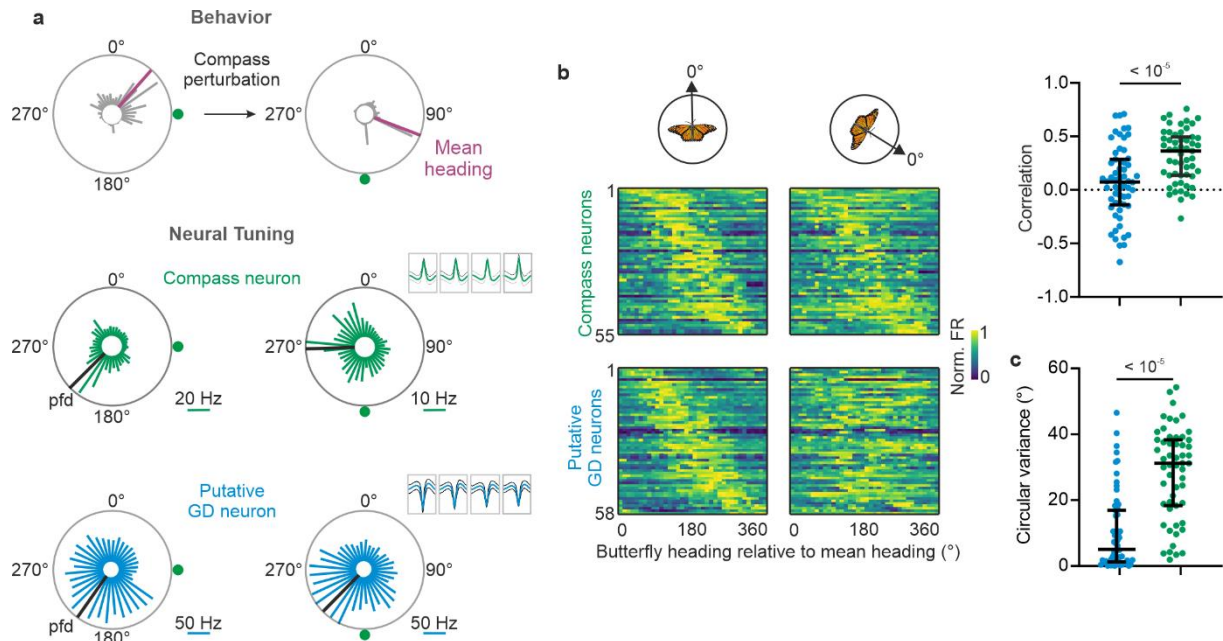 a
Behavior
0°
270°
180°
Compass
perturbation
0°
270°
90°
Mean
heading
Neural Tuning
Compass neuron
0°
270°
pfd
180°
20 Hz
0°
270°
90°
10 Hz
Putative
GD neuron
0°
270°
pfd
180°
50 Hz
0°
270°
90°
50 Hz
b
0°
0°
Compass neurons
1
55
Putative
GD neurons
1
58
0 180 360 0 180 360
Butterfly heading relative to mean heading (°)
Norm. FR
1
0
< 10⁻⁵
Correlation
1.0
0.5
0.0
-0.5
-1.0
c
< 10⁻⁵
Circular variance (°)
60
40
20
0